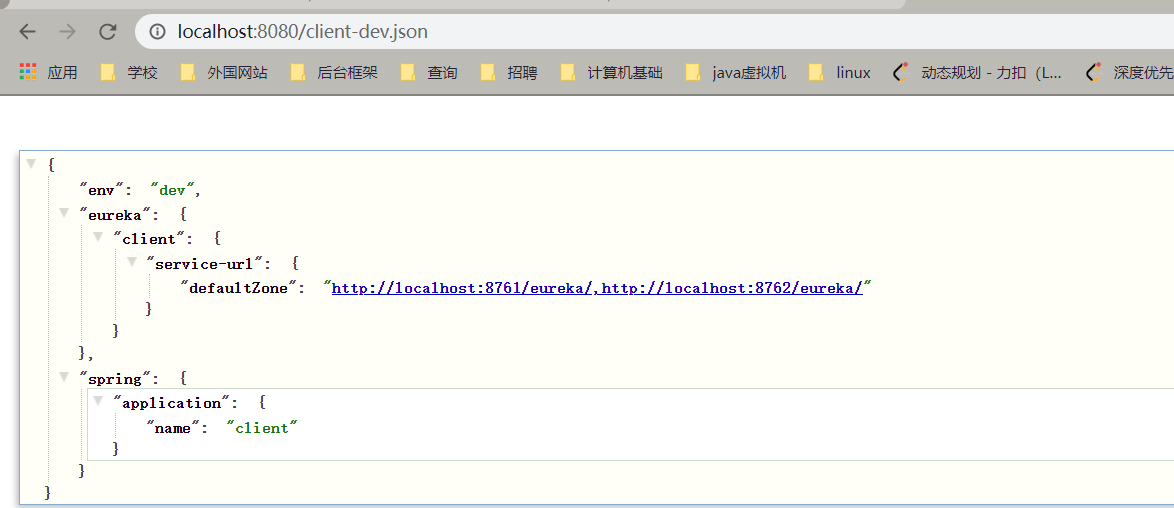 localhost:8080/client-dev.json
应用 学校 外国网站 后台框架 查询 招聘 计算机基础 java虚拟机 linux 动态规划 - 力扣（L... 深度优先
{
"env": "dev",
"eureka": {
"client": {
"service-url": {
"defaultZone": "http://localhost:8761/eureka/,http://localhost:8762/eureka/"
}
}
},
"spring": {
"application": {
"name": "client"
}
}
}